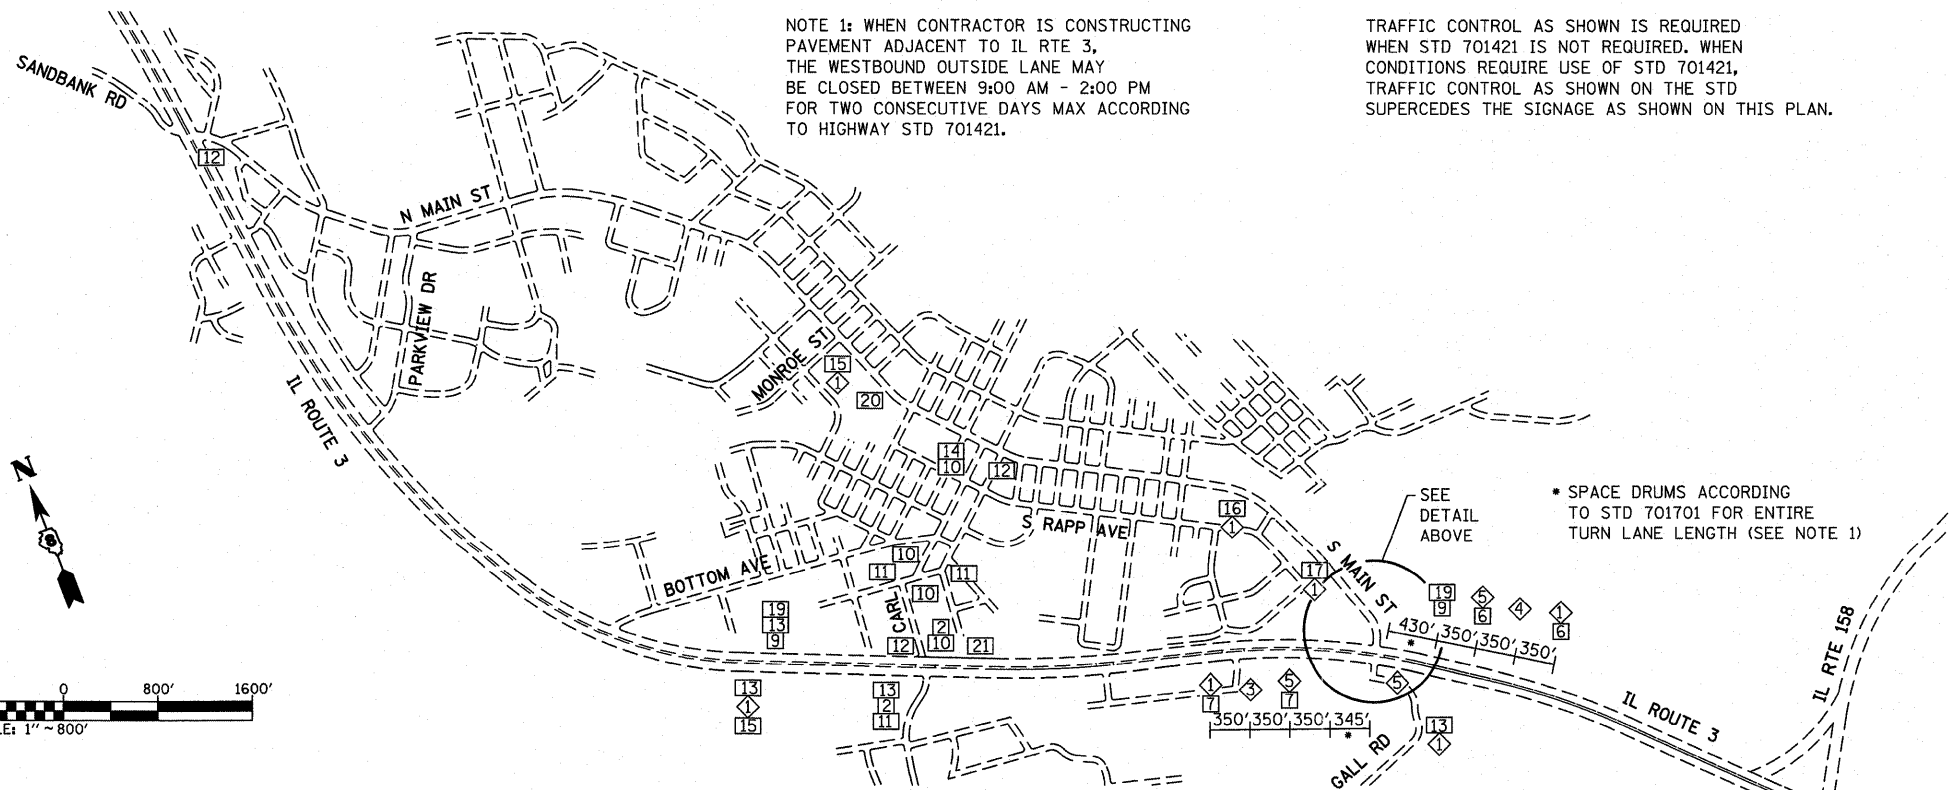 NOTE 1: WHEN CONTRACTOR IS CONSTRUCTING
PAVEMENT ADJACENT TO IL RTE 3,
THE WESTBOUND OUTSIDE LANE MAY
BE CLOSED BETWEEN 9:00 AM - 2:00 PM
FOR TWO CONSECUTIVE DAYS MAX ACCORDING
TO HIGHWAY STD 701421.
TRAFFIC CONTROL AS SHOWN IS REQUIRED
WHEN STD 701421 IS NOT REQUIRED. WHEN
CONDITIONS REQUIRE USE OF STD 701421,
TRAFFIC CONTROL AS SHOWN ON THE STD
SUPERCEDES THE SIGNAGE AS SHOWN ON THIS PLAN.
SANDBANK RD
12
N MAIN ST
PARKVIEW DR
IL ROUTE 3
MONROE ST
15
1
20
14
10
12
S RAPP AVE
16
1
17
1
S MAIN ST
SEE
DETAIL
ABOVE
* SPACE DRUMS ACCORDING
TO STD 701701 FOR ENTIRE
TURN LANE LENGTH (SEE NOTE 1)
N
8
BOTTOM AVE
10
11
11
10
CARL
19
13
9
12
2
10
21
19
9
5
6
4
1
6
430' 350' 350' 350'
*
IL RTE 158
0 800' 1600'
LE: 1" ~ 800'
13
1
15
13
2
11
1
7
3
5
7
5
350' 350' 350' 345'
*
GALL RD
13
1
IL ROUTE 3